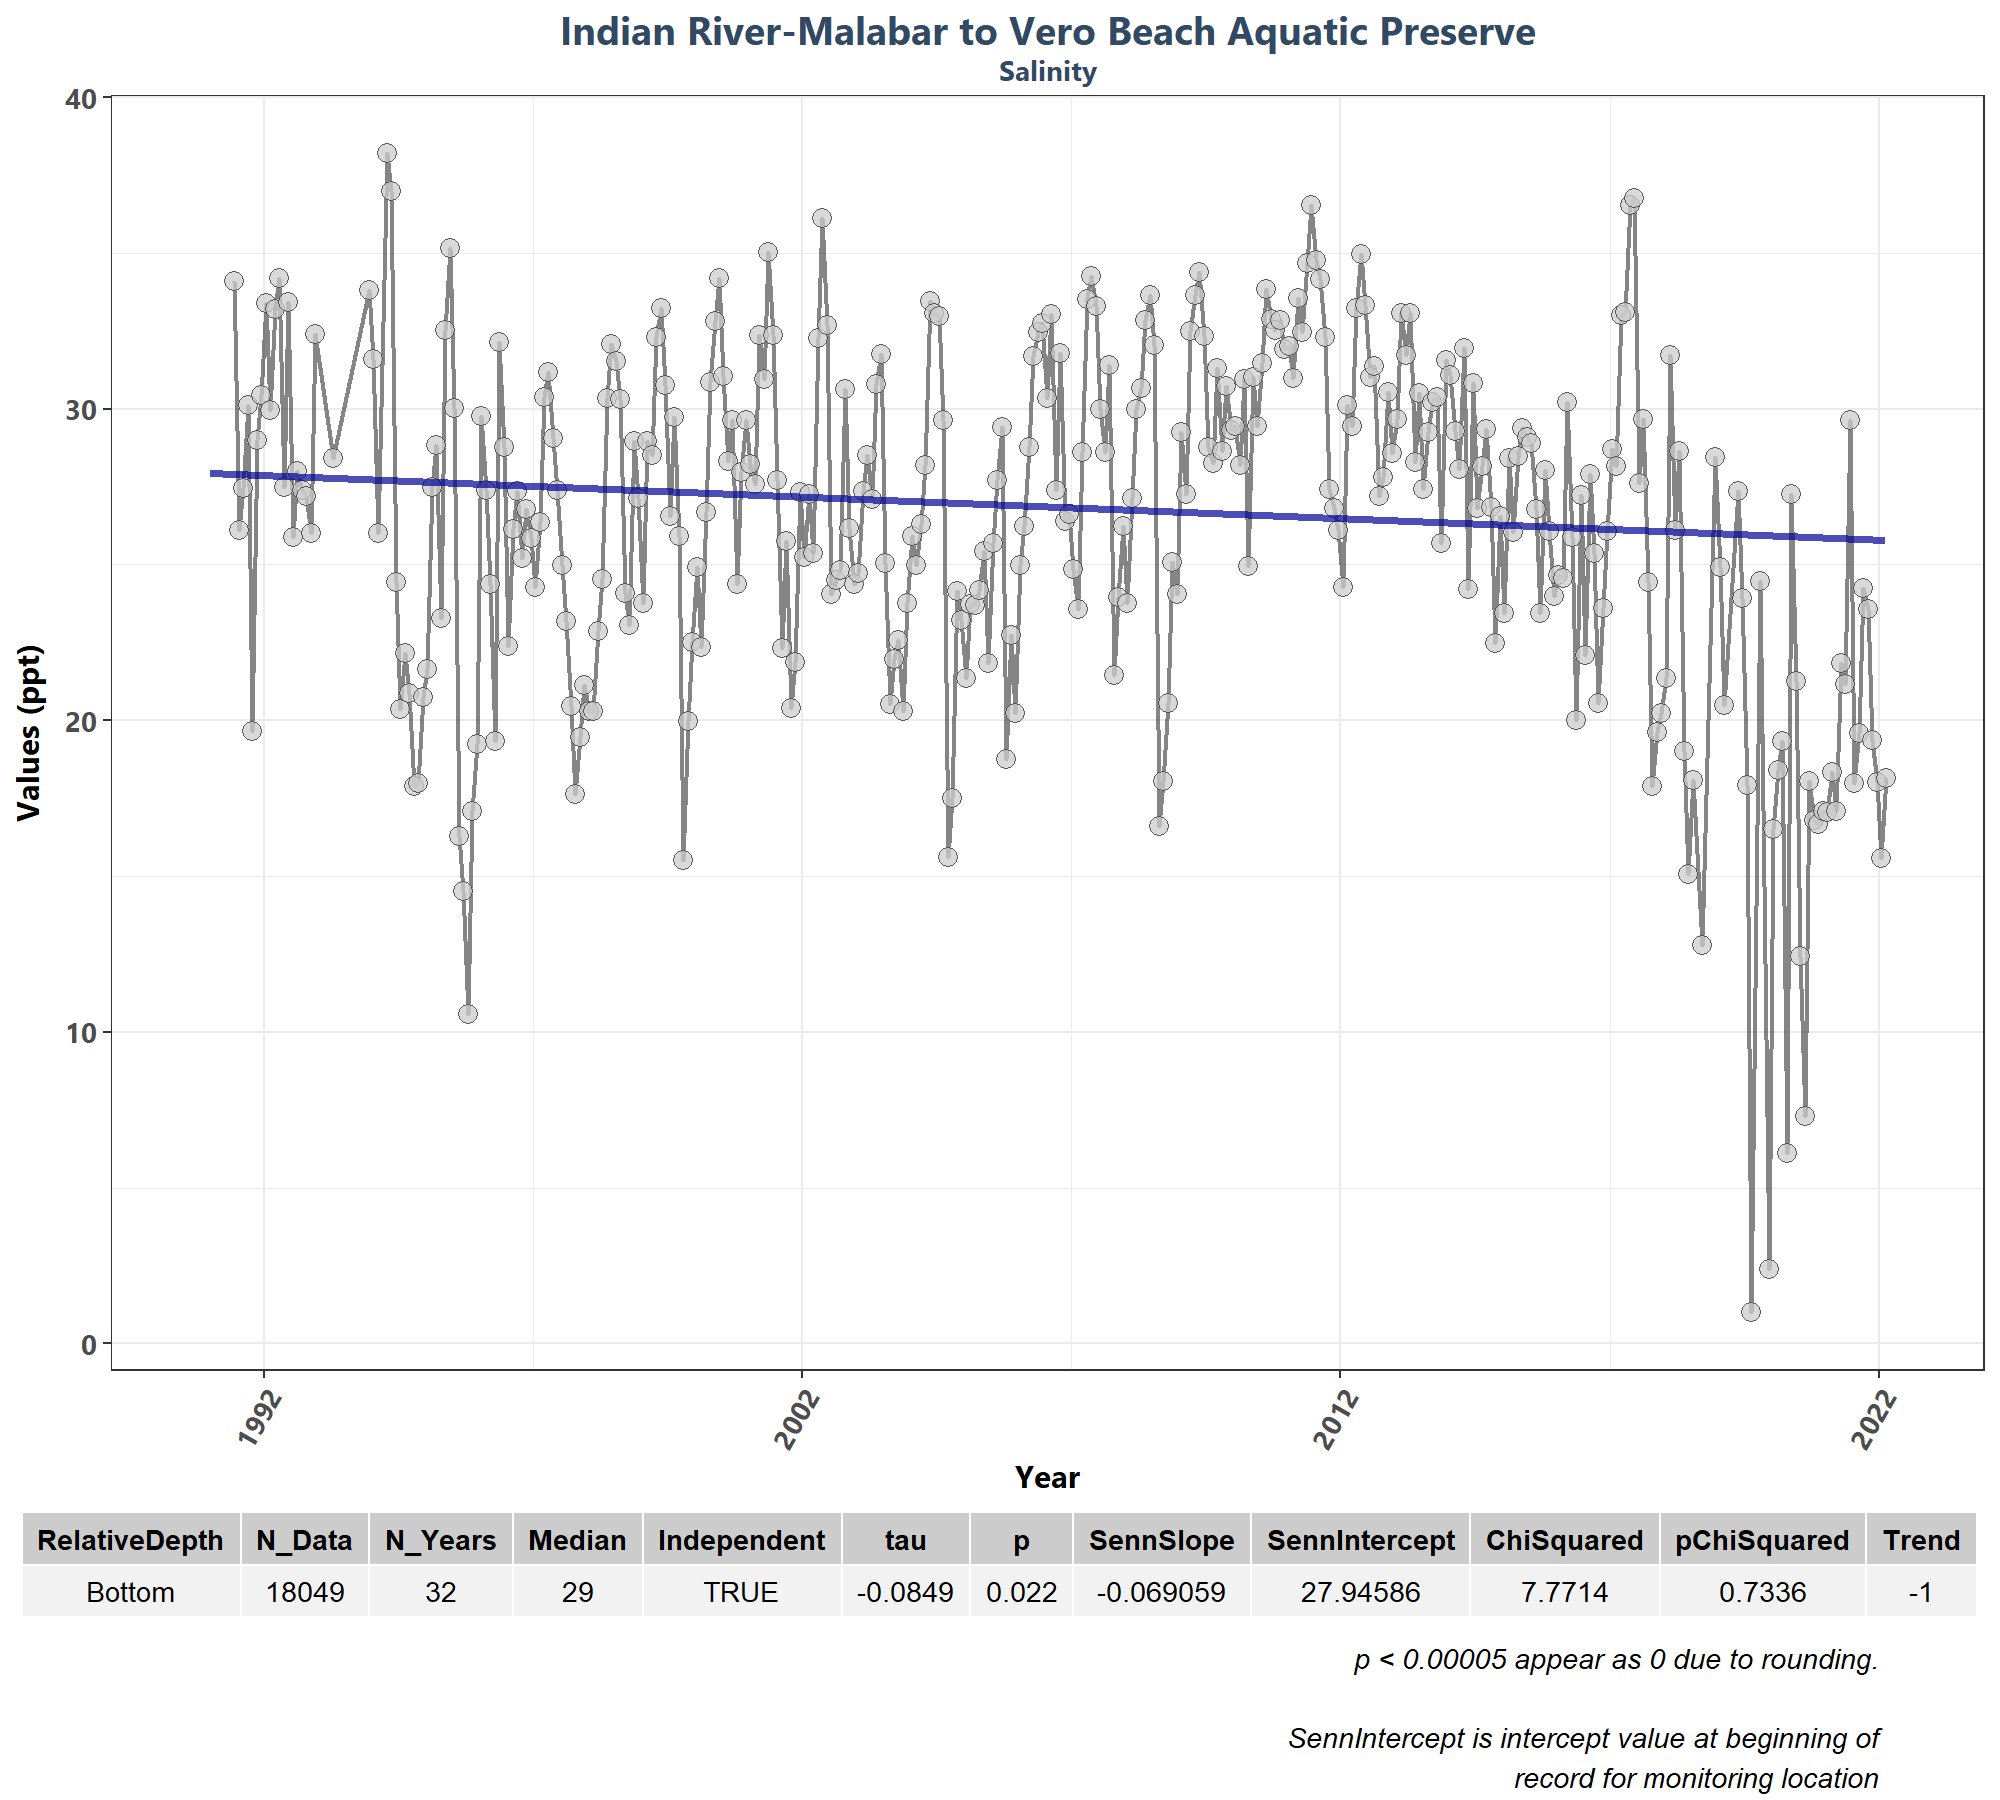 Indian River-Malabar to Vero Beach Aquatic Preserve
Salinity
40
30
20
10
0
Values (ppt)
1992
2002
2012
2022
Year
RelativeDepth N_Data N_Years Median Independent tau p SennSlope SennIntercept ChiSquared pChiSquared Trend
Bottom 18049 32 29 TRUE -0.0849 0.022 -0.069059 27.94586 7.7714 0.7336 -1
p < 0.00005 appear as 0 due to rounding.
SennIntercept is intercept value at beginning of
record for monitoring location